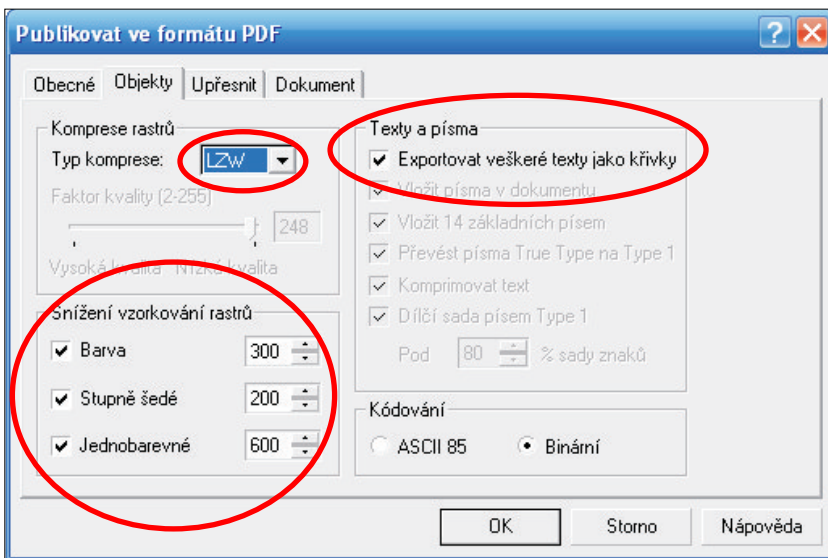 Publikovat ve formátu PDF
Obecné Objekty Upřesnit Dokument
Komprese rastrů
Typ komprese: LZW
Faktor kvality (2-255)
248
Vysoká kvalita Nízká kvalita
Snížení vzorkování rastrů
Barva 300
Stupně šedé 200
Jednobarevné 600
Texty a písma
Exportovat veškeré texty jako křivky
Vložit písma v dokumentu
Vložit 14 základních písem
Převést písma True Type na Type 1
Komprimovat text
Dílčí sada písem Type 1
Pod 80 % sady znaků
Kódování
ASCII 85 Binární
OK Storno Nápověda